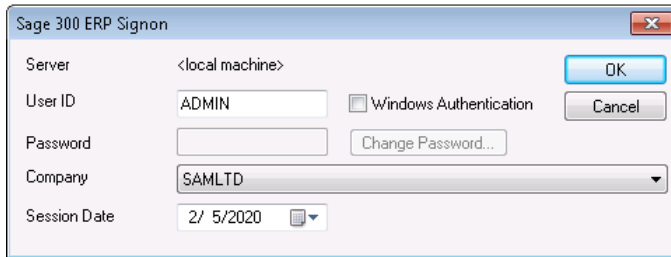 Sage 300 ERP Signon
Server <local machine> OK
User ID ADMIN Windows Authentication Cancel
Password Change Password...
Company SAMLTD
Session Date 2/ 5/2020